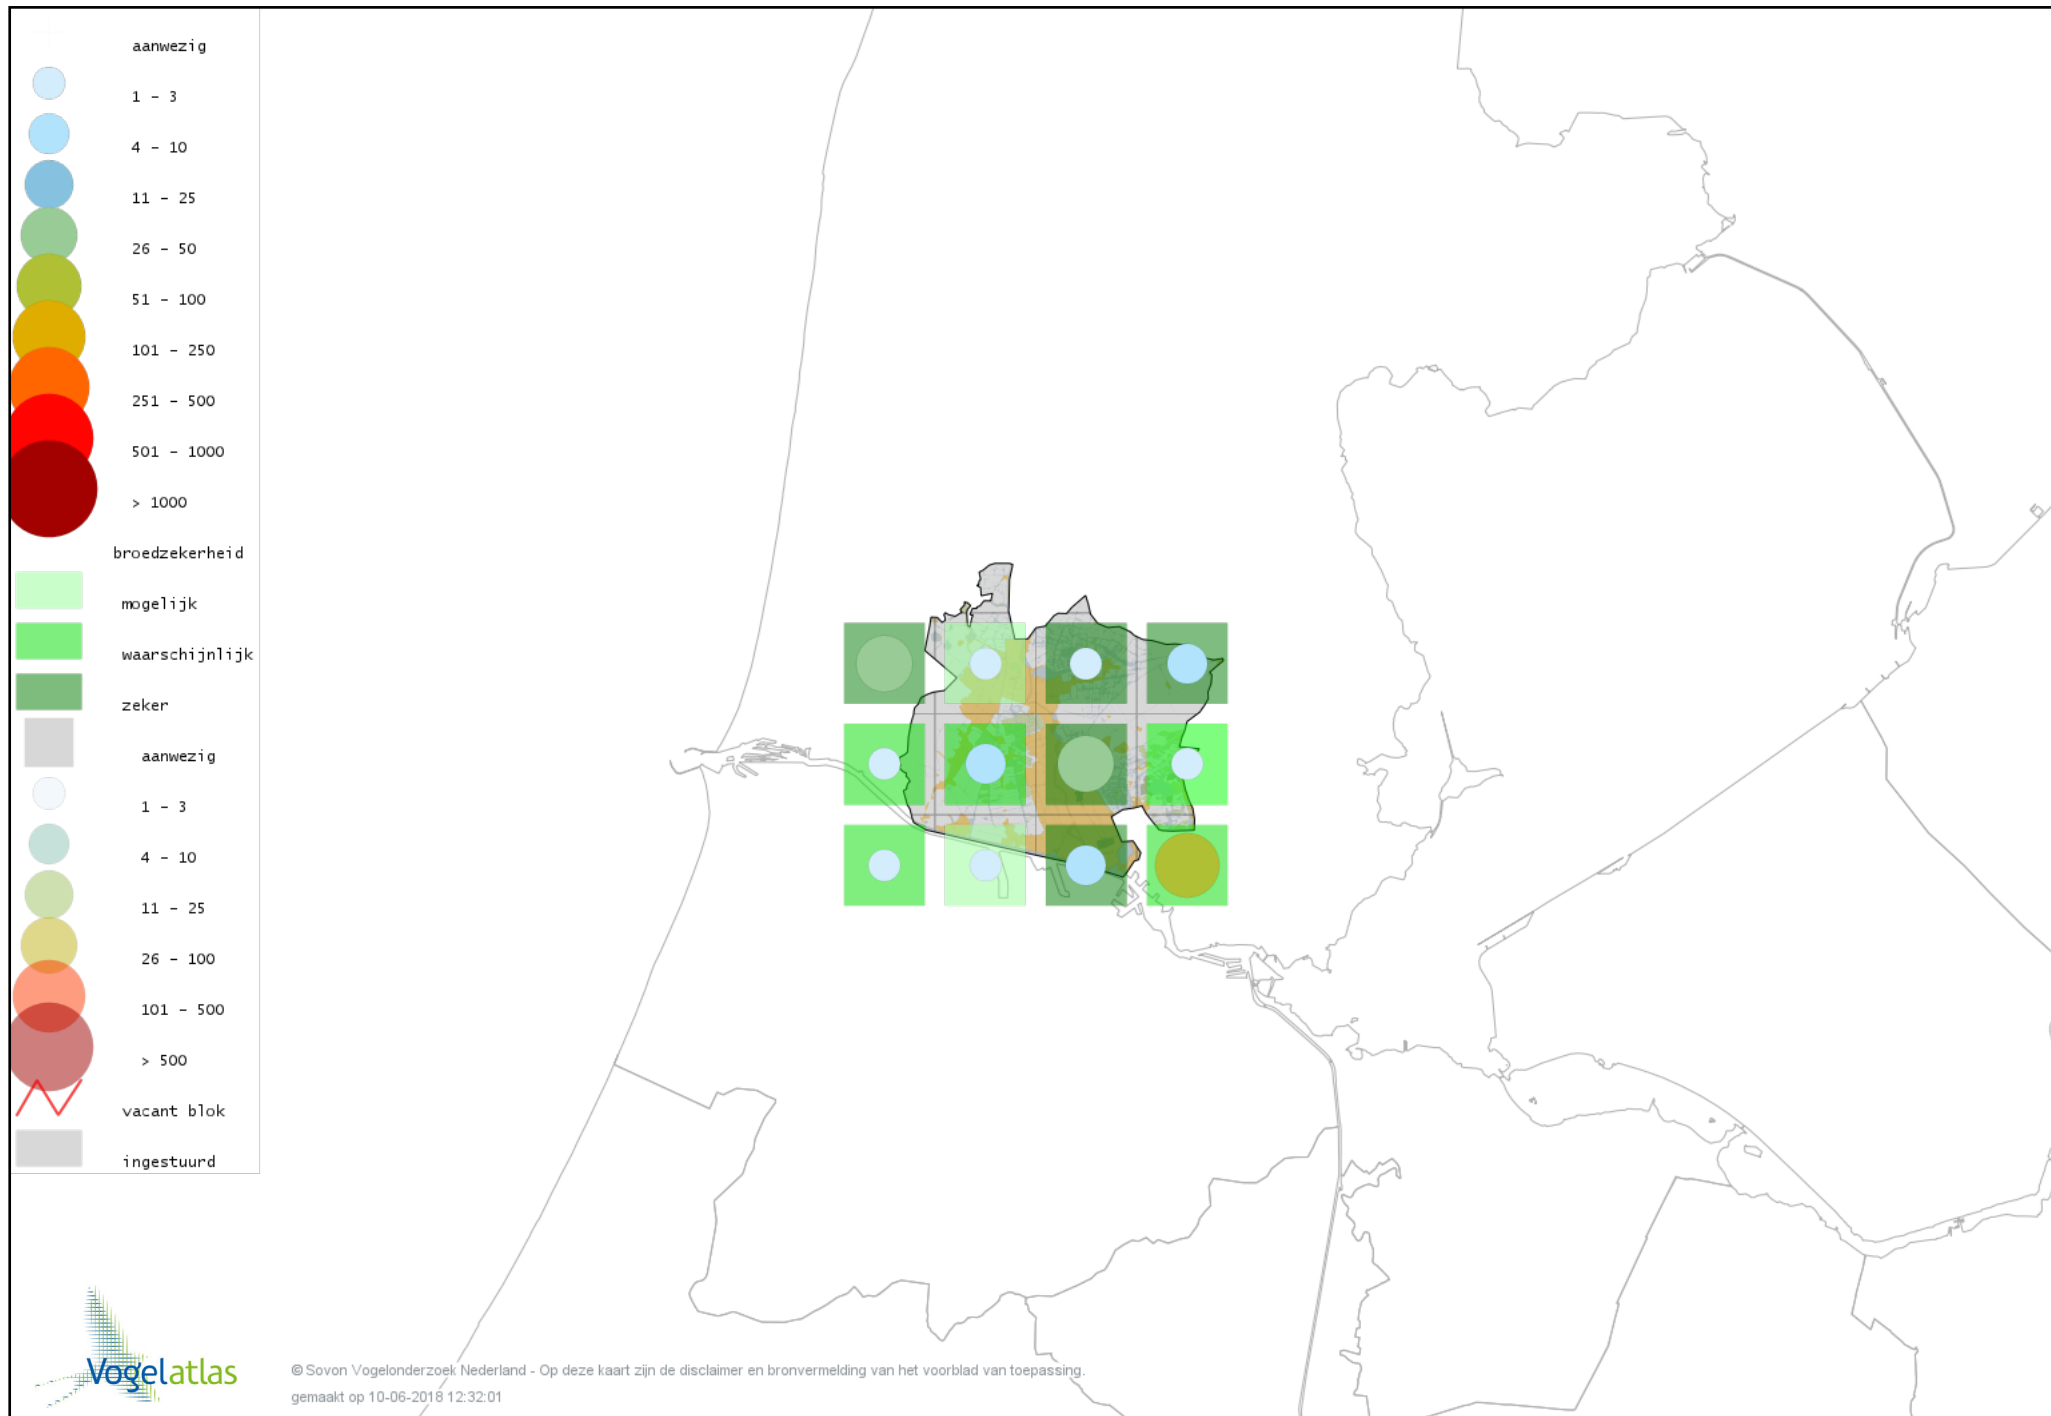 aanwezig
1 - 3
4 - 10
11 - 25
26 - 50
51 - 100
101 - 250
251 - 500
501 - 1000
> 1000
broedzekerheid
mogelijk
waarschijnlijk
zeker
aanwezig
1 - 3
4 - 10
11 - 25
26 - 100
101 - 500
> 500
vacant blok
ingestuurd
Vogelatlas
© Sovon Vogelonderzoek Nederland - Op deze kaart zijn de disclaimer en bronvermelding van het voorblad van toepassing.
gemaakt op 10-06-2018 12:32:01